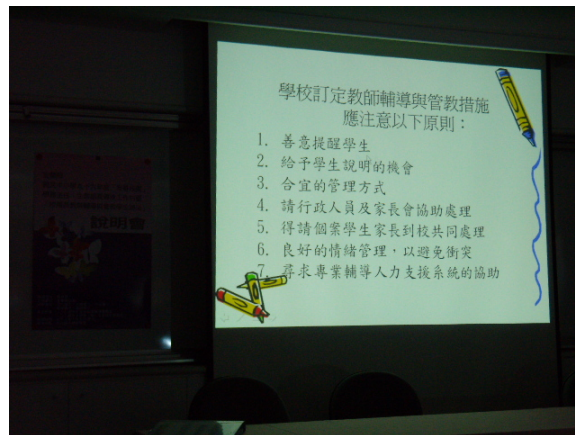 學校訂定教師輔導與管教措施
應注意以下原則：
1. 善意提醒學生
2. 給予學生說明的機會
3. 合宜的管理方式
4. 請行政人員及家長會協助處理
5. 得請個案學生家長到校共同處理
6. 良好的情緒管理，以避免衝突
7. 尋求專業輔導人力支援系統的協助
說明會